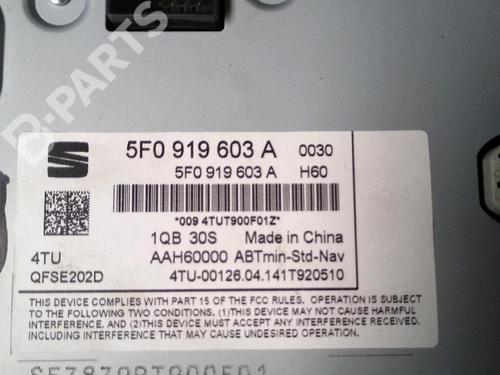 B-PARTS
5F0 919 603 A 0030
5F0 919 603 A H60
*009 4TUT900F01Z*
1QB 30S Made in China
4TU AAH60000 ABTmin-Std-Nav
QFSE202D 4TU-00126.04.141T920510
THIS DEVICE COMPLIES WITH PART 15 OF THE FCC RULES. OPERATION IS SUBJECT
TO THE FOLLOWING TWO CONDITIONS: (1)THIS DEVICE MAY NOT CAUSE HARMFUL
INTERFERENCE, AND (2)THIS DEVICE MUST ACCEPT ANY INTERFERENCE RECEIVED,
INCLUDING INTERFERENCE THAT MAY CAUSE UNDESIRED OPERATION.